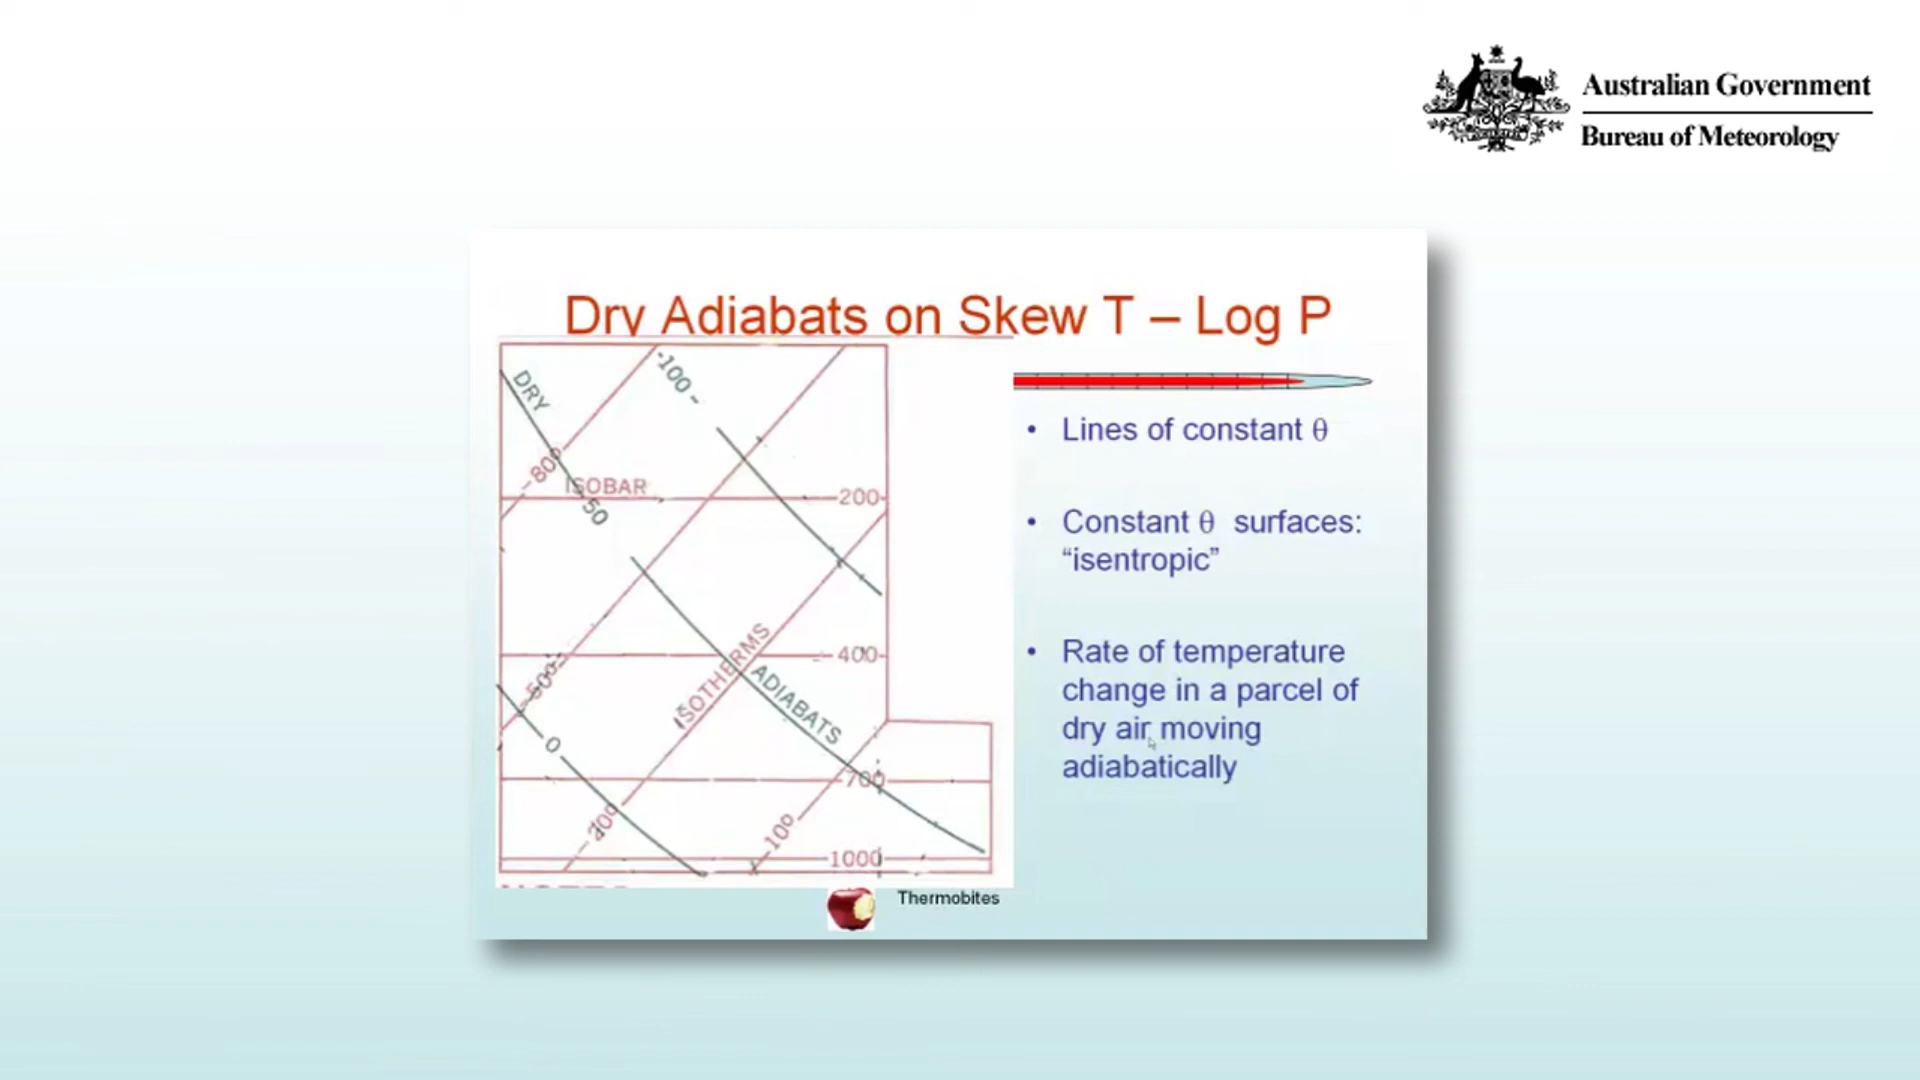 Australian Government
Bureau of Meteorology
Dry Adiabats on Skew T – Log P
DRY
-100-
-80°
ISOBAR
50
200
-50°
ISOTHERMS
400
ADIABATS
0
700
-20°
-10°
1000
• Lines of constant θ
• Constant θ surfaces:
“isentropic”
• Rate of temperature
change in a parcel of
dry air moving
adiabatically
Thermobites